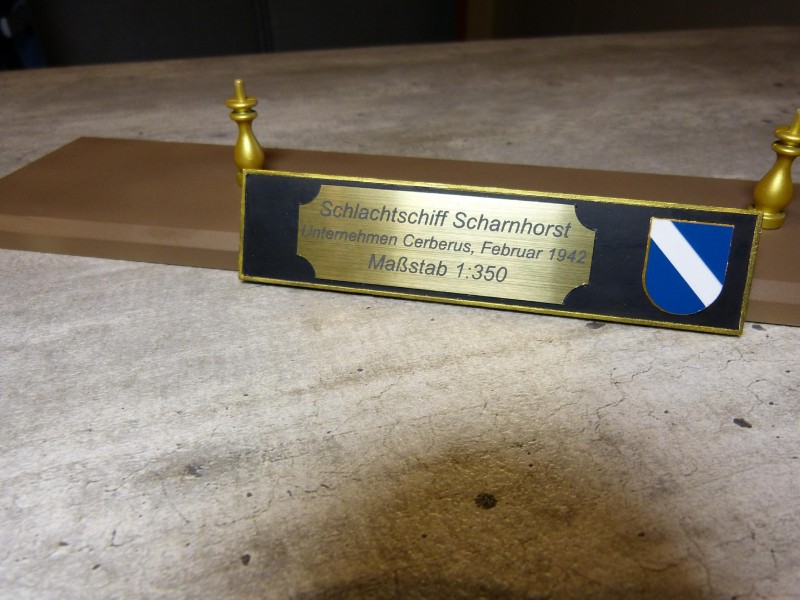 Schlachtschiff Scharnhorst
Unternehmen Cerberus, Februar 1942
Maßstab 1:350